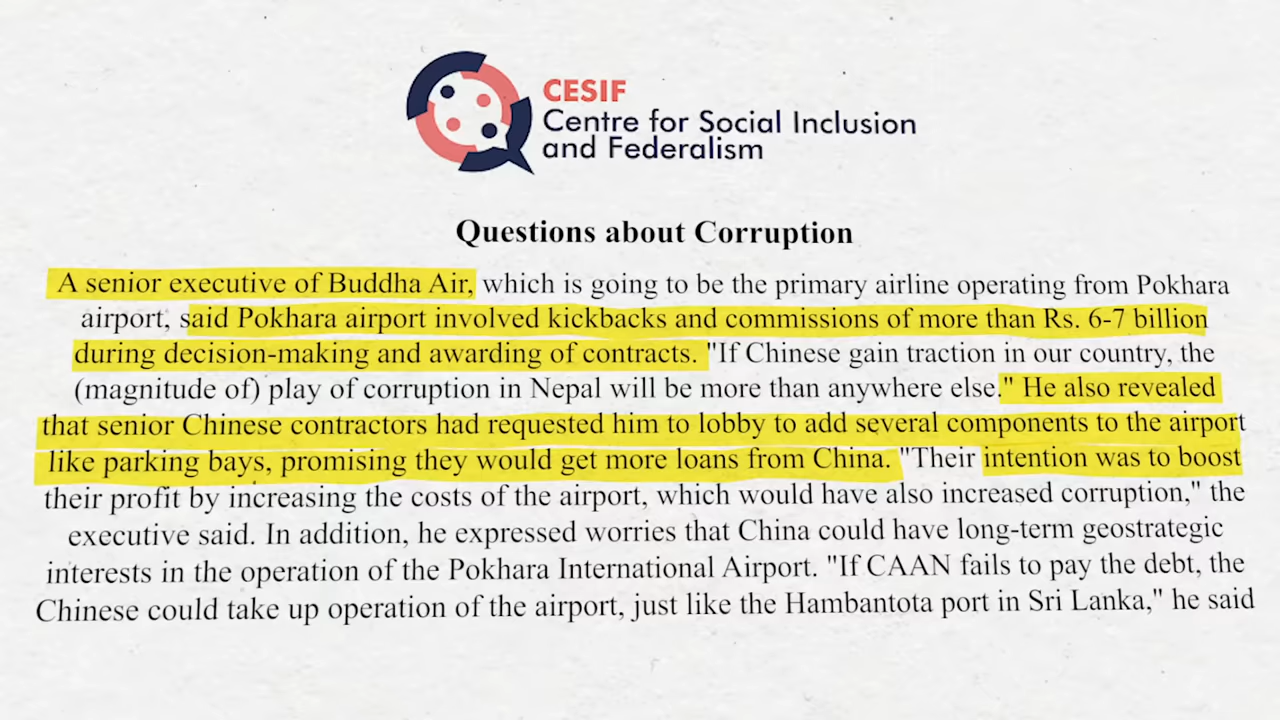 CESIF
Centre for Social Inclusion
and Federalism
Questions about Corruption
A senior executive of Buddha Air, which is going to be the primary airline operating from Pokhara
airport, said Pokhara airport involved kickbacks and commissions of more than Rs. 6-7 billion
during decision-making and awarding of contracts. "If Chinese gain traction in our country, the
(magnitude of) play of corruption in Nepal will be more than anywhere else." He also revealed
that senior Chinese contractors had requested him to lobby to add several components to the airport
like parking bays, promising they would get more loans from China. "Their intention was to boost
their profit by increasing the costs of the airport, which would have also increased corruption," the
executive said. In addition, he expressed worries that China could have long-term geostrategic
interests in the operation of the Pokhara International Airport. "If CAAN fails to pay the debt, the
Chinese could take up operation of the airport, just like the Hambantota port in Sri Lanka," he said